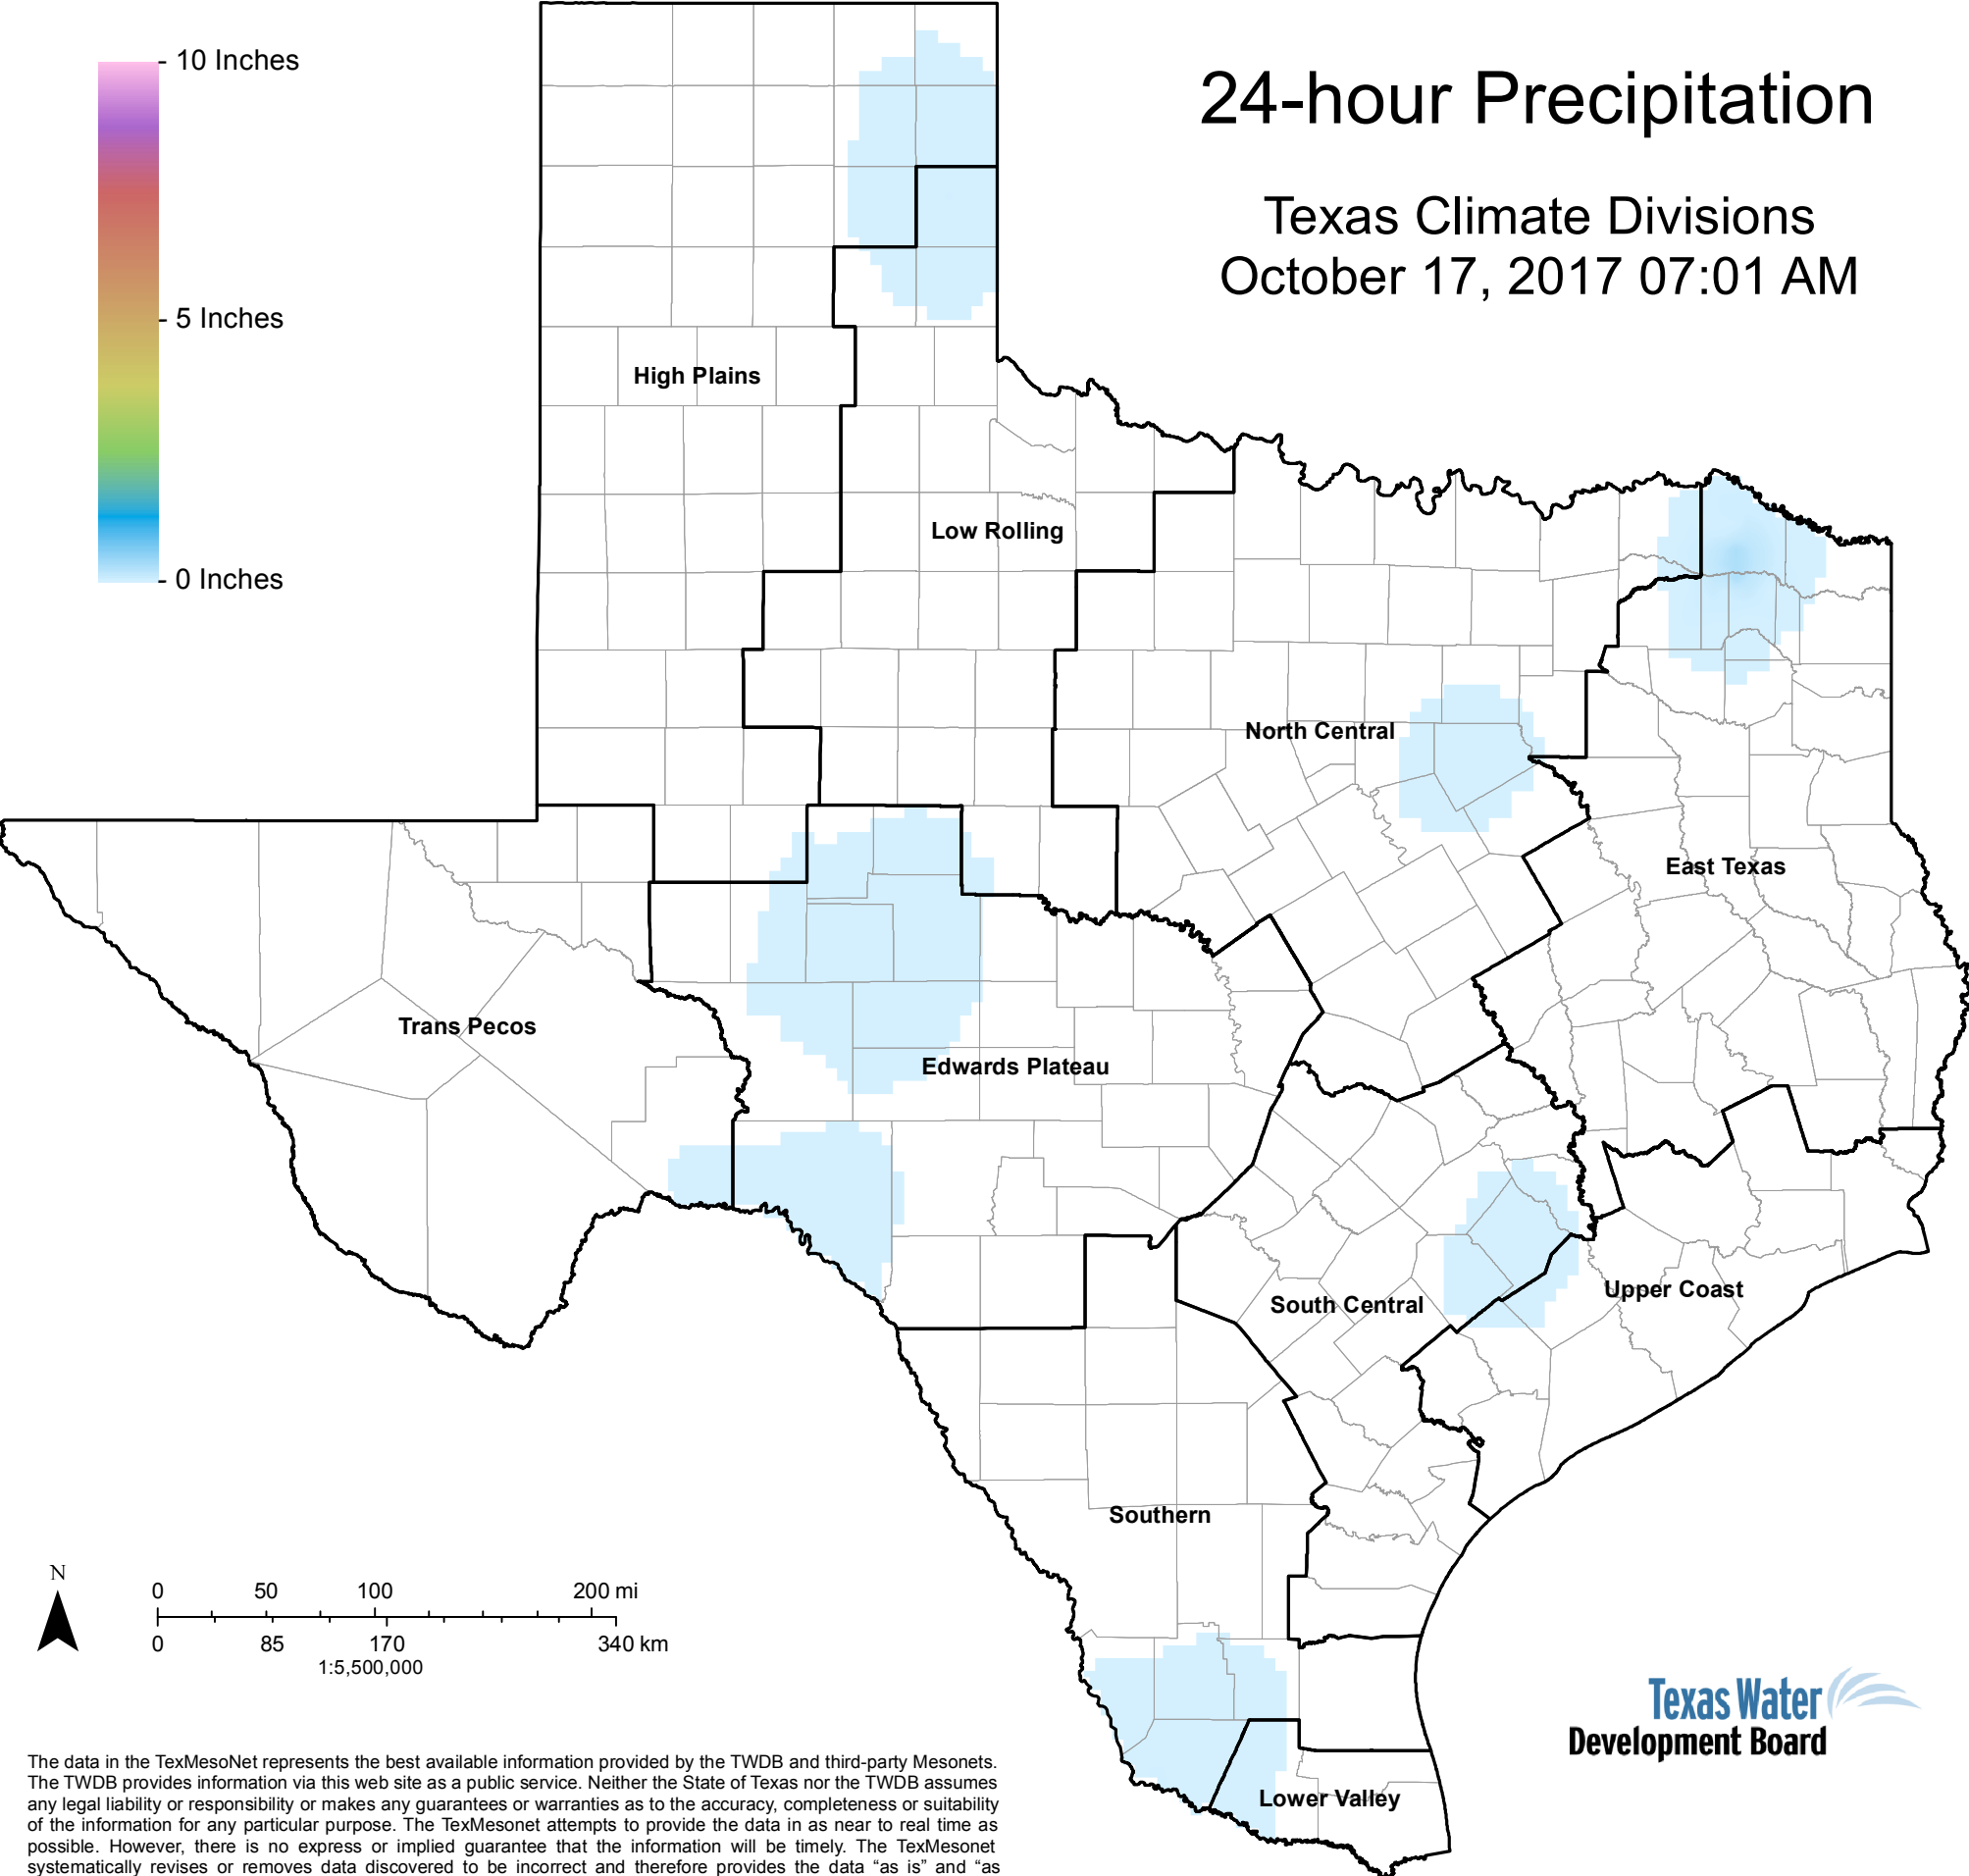 10 Inches
5 Inches
0 Inches
24-hour Precipitation
Texas Climate Divisions
October 17, 2017 07:01 AM
High Plains
Low Rolling
North Central
East Texas
Trans Pecos
Edwards Plateau
South Central
Upper Coast
Southern
Lower Valley
N
0 50 100 200 mi
0 85 170 340 km
1:5,500,000
Texas Water
Development Board
The data in the TexMesoNet represents the best available information provided by the TWDB and third-party Mesonets.
The TWDB provides information via this web site as a public service. Neither the State of Texas nor the TWDB assumes
any legal liability or responsibility or makes any guarantees or warranties as to the accuracy, completeness or suitability
of the information for any particular purpose. The TexMesonet attempts to provide the data in as near to real time as
possible. However, there is no express or implied guarantee that the information will be timely. The TexMesonet
systematically revises or removes data discovered to be incorrect and therefore provides the data “as is” and “as